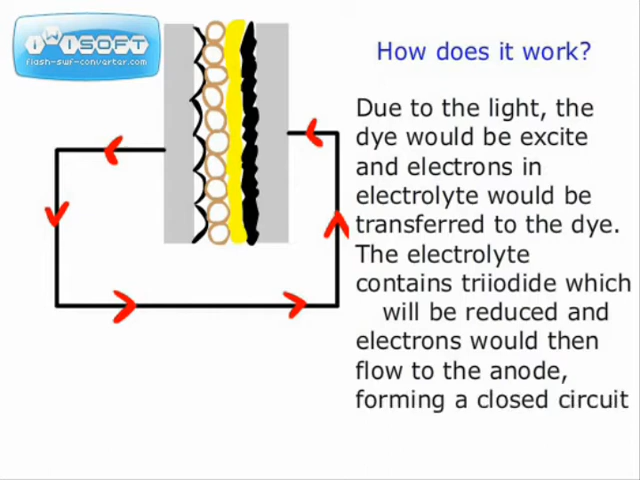 iWiSOFT
flash-swf-converter.com
How does it work?
Due to the light, the
dye would be excite
and electrons in
electrolyte would be
transferred to the dye.
The electrolyte
contains triiodide which
will be reduced and
electrons would then
flow to the anode,
forming a closed circuit